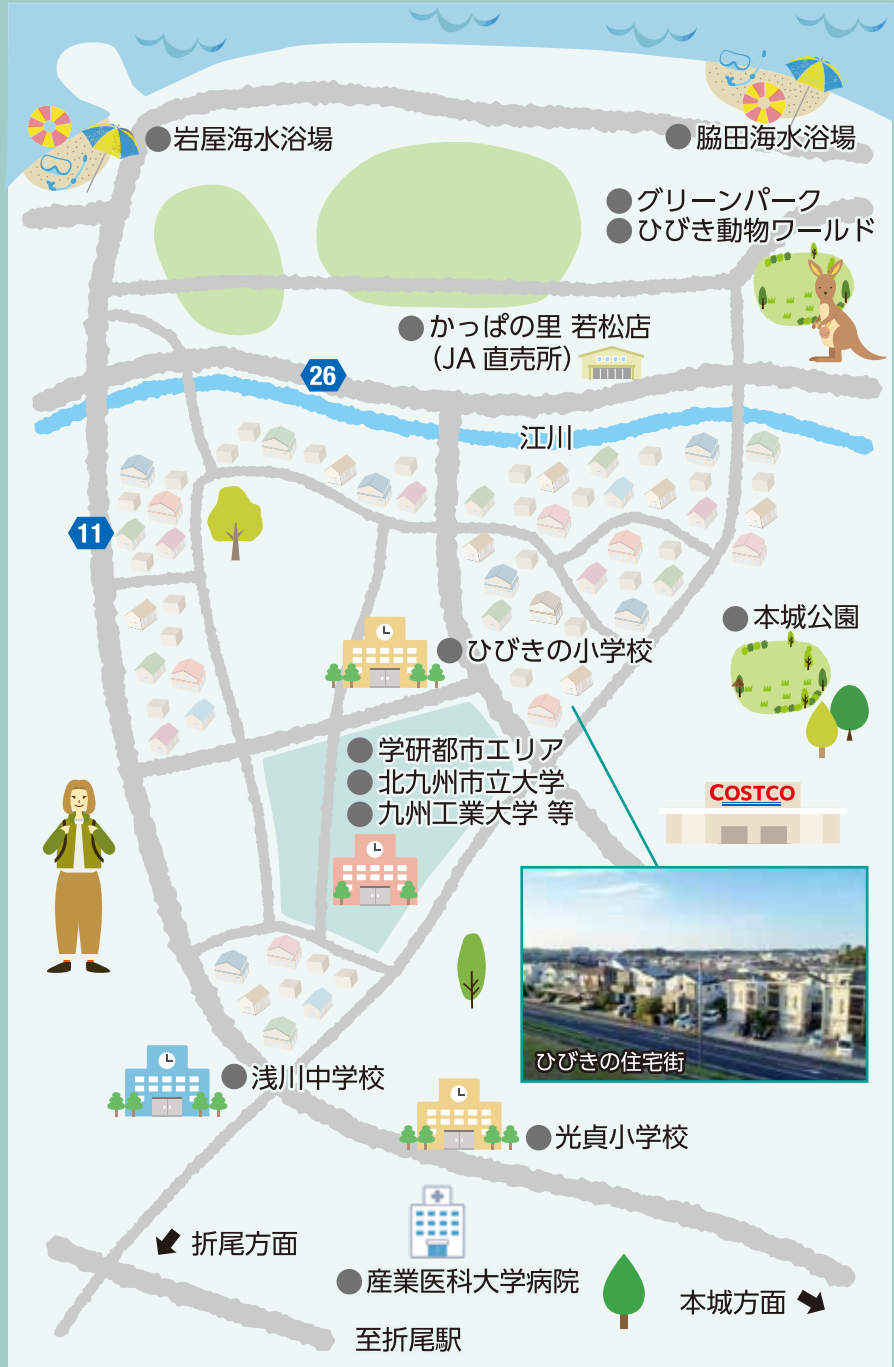 岩屋海水浴場
脇田海水浴場
グリーンパーク
ひびき動物ワールド
かっぱの里 若松店
(JA 直売所)
26
江川
11
本城公園
ひびきの小学校
学研都市エリア
北九州市立大学
九州工業大学 等
COSTCO
ひびきの住宅街
浅川中学校
光貞小学校
折尾方面
産業医科大学病院
本城方面
至折尾駅